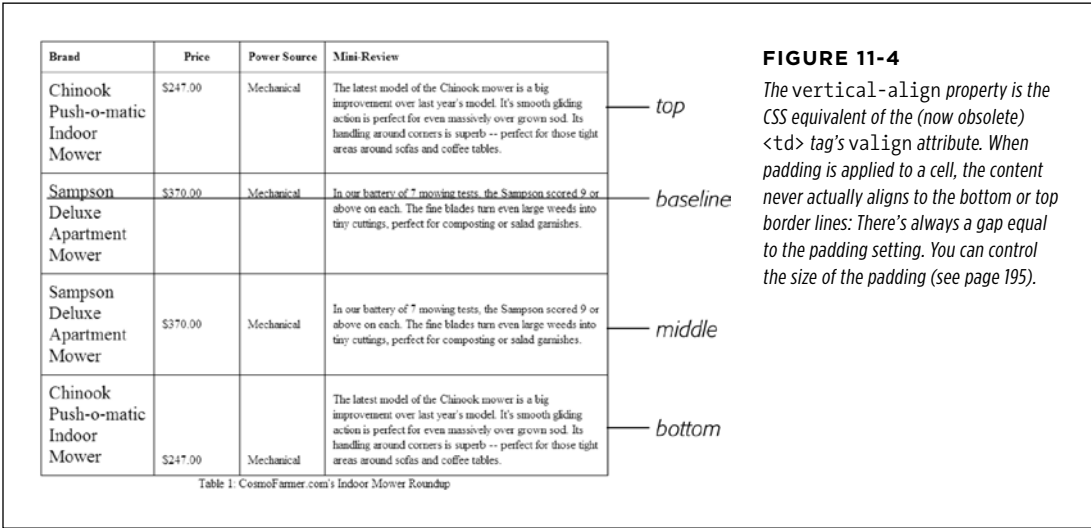 Brand Price Power Source Mini-Review
Chinook
Push-o-matic
Indoor
Mower
$247.00
Mechanical
The latest model of the Chinook mower is a big
improvement over last year's model. It's smooth gliding
action is perfect for even massively over grown sod. Its
handling around corners is superb -- perfect for those tight
areas around sofas and coffee tables.
top
Sampson
Deluxe
Apartment
Mower
$370.00
Mechanical
In our battery of 7 mowing tests, the Sampson scored 9 or
above on each. The fine blades turn even large weeds into
tiny cuttings, perfect for composting or salad garnishes.
baseline
Sampson
Deluxe
Apartment
Mower
$370.00
Mechanical
In our battery of 7 mowing tests, the Sampson scored 9 or
above on each. The fine blades turn even large weeds into
tiny cuttings, perfect for composting or salad garnishes.
middle
Chinook
Push-o-matic
Indoor
Mower
$247.00
Mechanical
The latest model of the Chinook mower is a big
improvement over last year's model. It's smooth gliding
action is perfect for even massively over grown sod. Its
handling around corners is superb -- perfect for those tight
areas around sofas and coffee tables.
bottom
Table 1: CosmoFarmer.com's Indoor Mower Roundup
FIGURE 11-4
The vertical-align property is the
CSS equivalent of the (now obsolete)
<td> tag's valign attribute. When
padding is applied to a cell, the content
never actually aligns to the bottom or top
border lines: There's always a gap equal
to the padding setting. You can control
the size of the padding (see page 195).